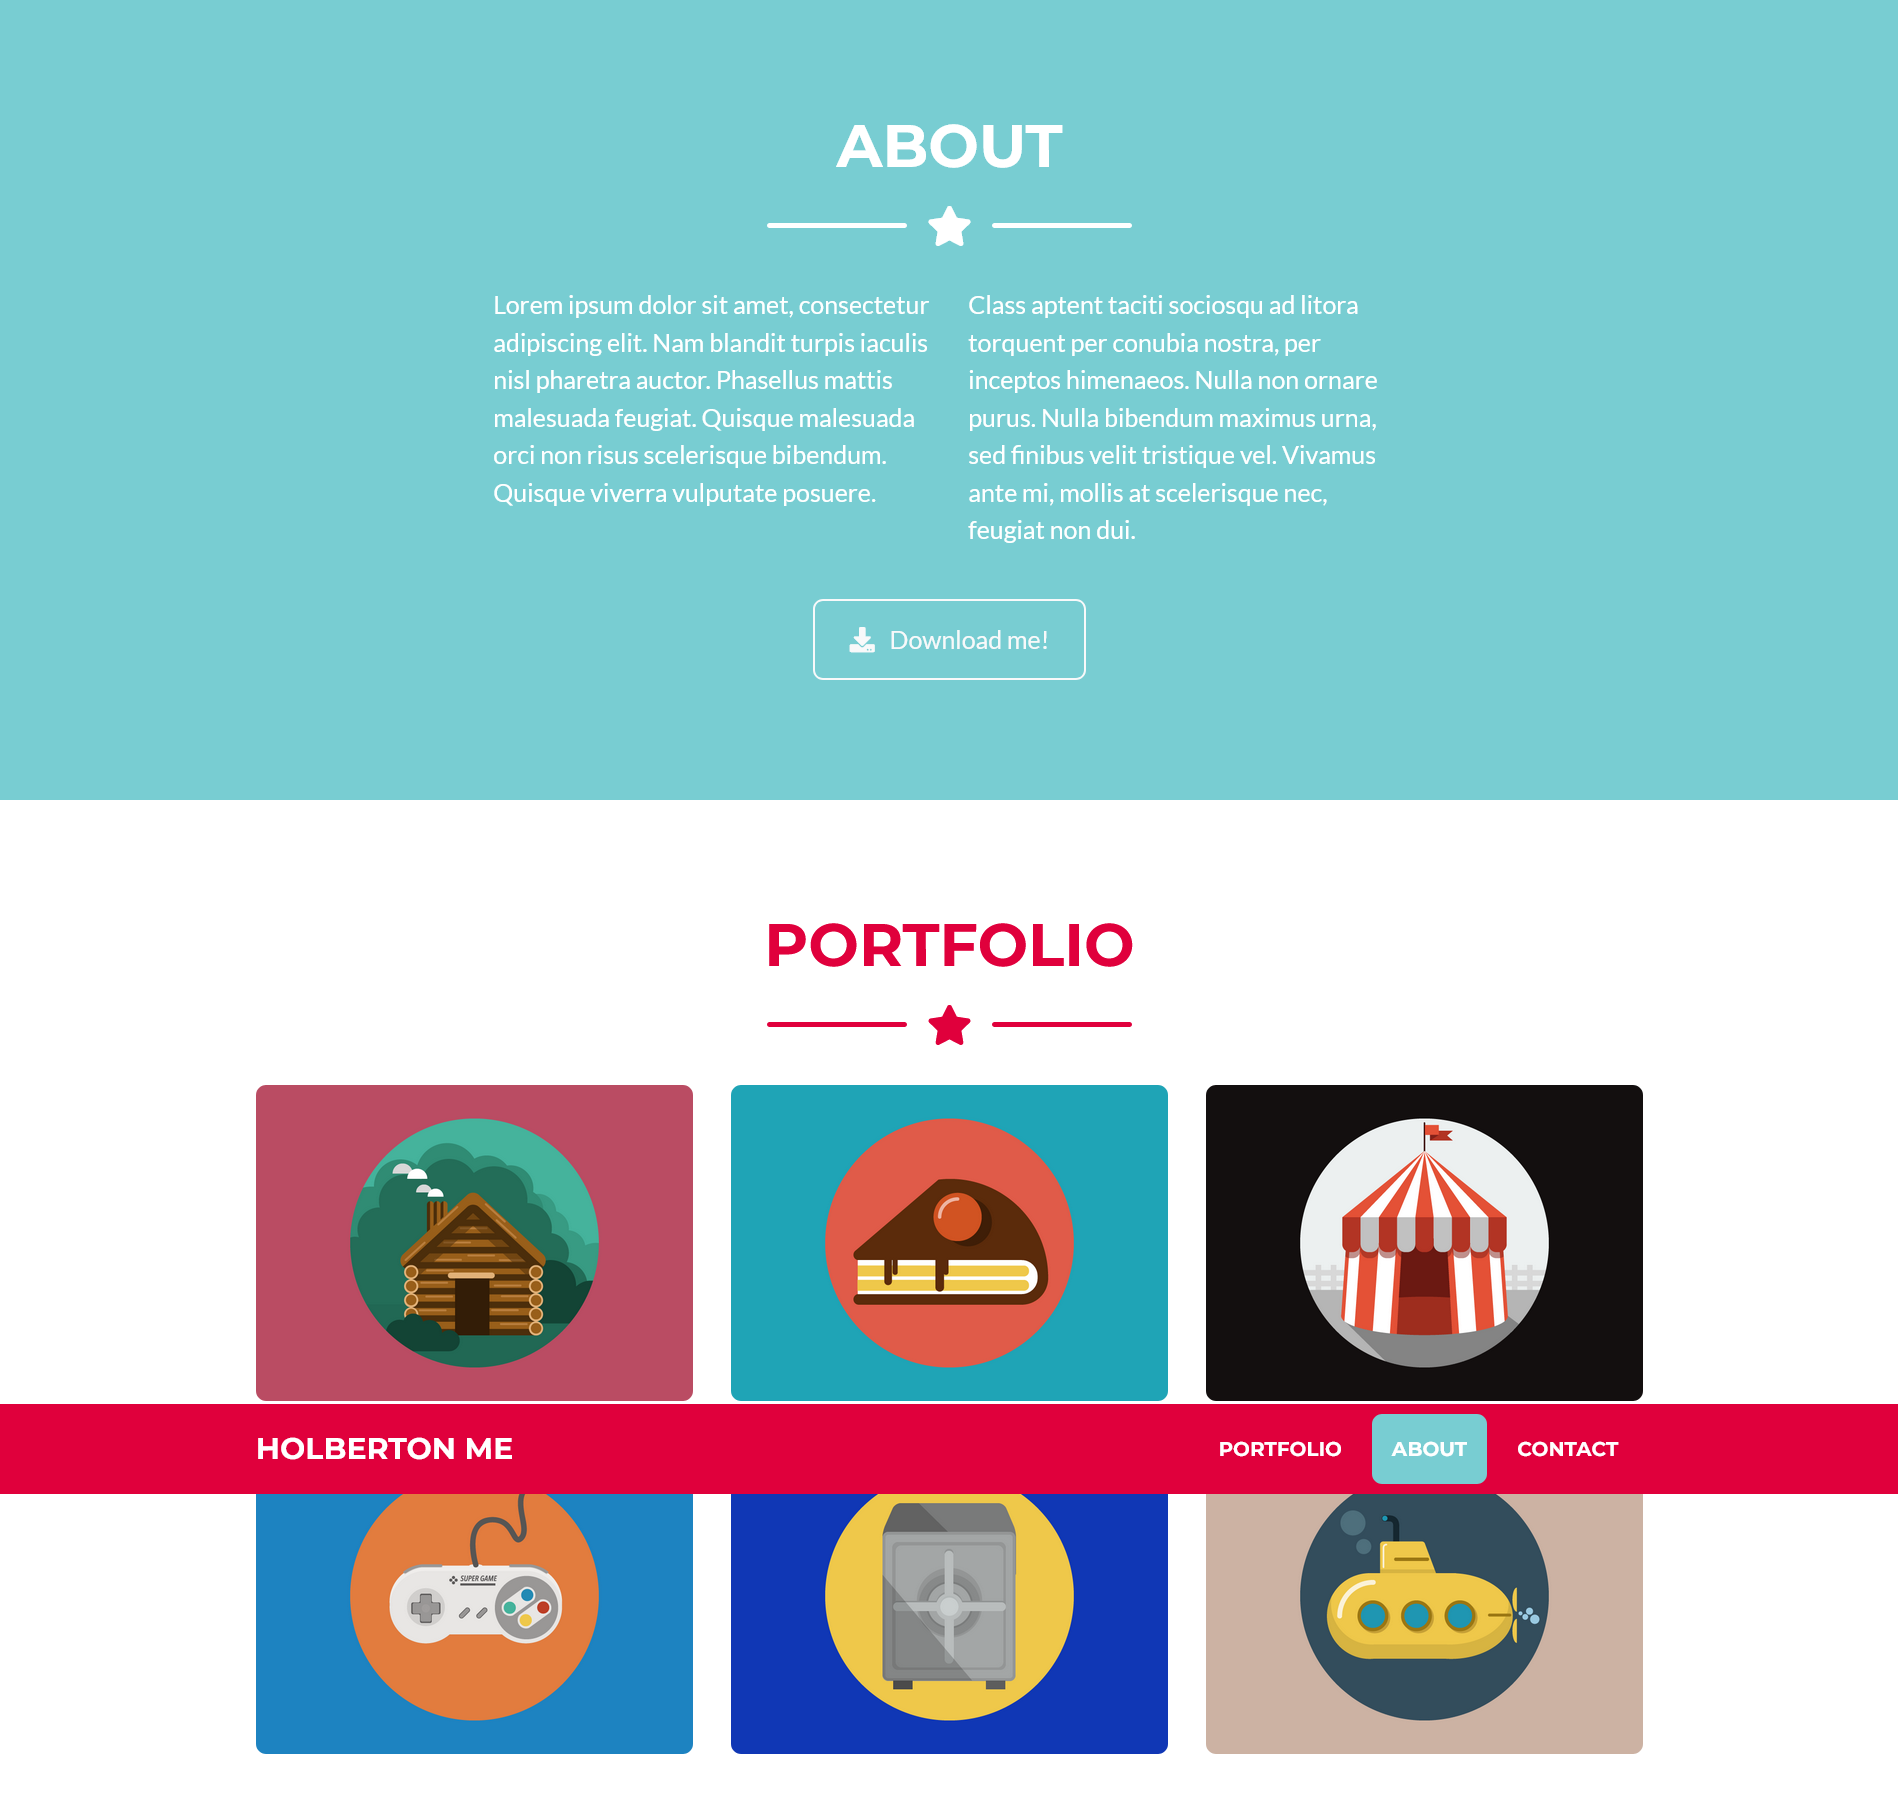 ABOUT
Lorem ipsum dolor sit amet, consectetur
adipiscing elit. Nam blandit turpis iaculis
nisl pharetra auctor. Phasellus mattis
malesuada feugiat. Quisque malesuada
orci non risus scelerisque bibendum.
Quisque viverra vulputate posuere.
Class aptent taciti sociosqu ad litora
torquent per conubia nostra, per
inceptos himenaeos. Nulla non ornare
purus. Nulla bibendum maximus urna,
sed finibus velit tristique vel. Vivamus
ante mi, mollis at scelerisque nec,
feugiat non dui.
Download me!
PORTFOLIO
HOLBERTON ME
PORTFOLIO
ABOUT
CONTACT
SUPER GAME